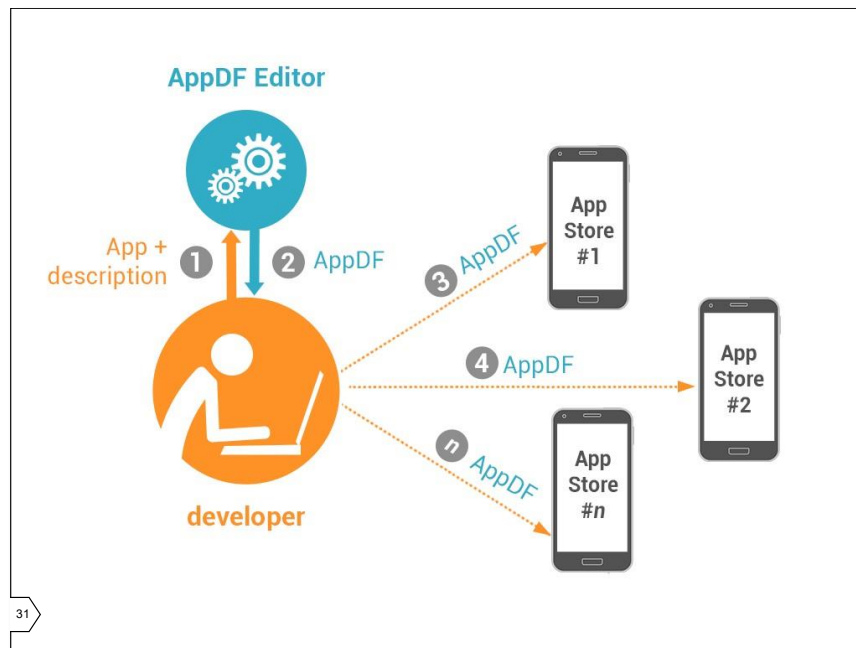 AppDF Editor
App +
description
1
2
AppDF
3
AppDF
App
Store
#1
4
AppDF
App
Store
#2
n
AppDF
App
Store
#n
developer
31